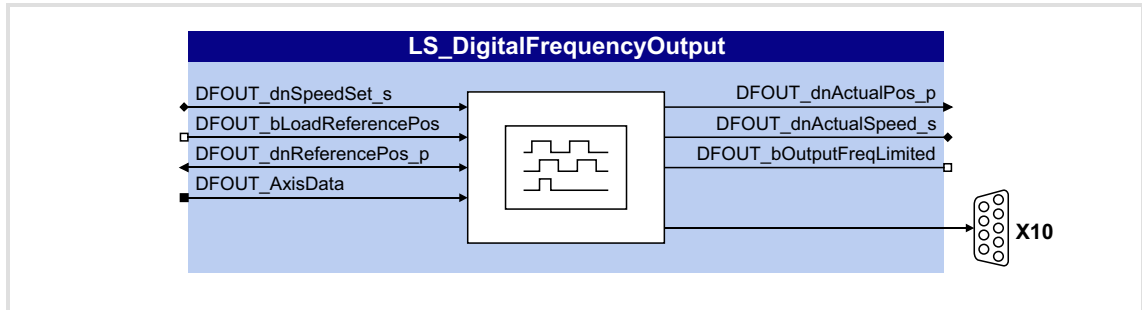 LS_DigitalFrequencyOutput
DFOUT_dnSpeedSet_s
DFOUT_bLoadReferencePos
DFOUT_dnReferencePos_p
DFOUT_AxisData
DFOUT_dnActualPos_p
DFOUT_dnActualSpeed_s
DFOUT_bOutputFreqLimited
X10